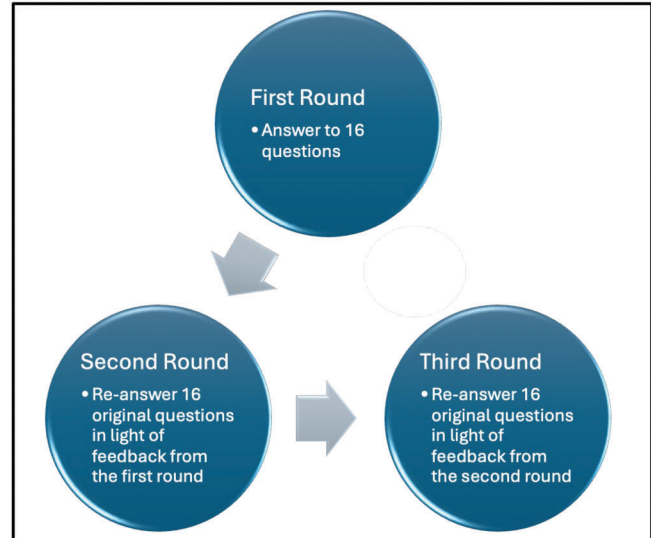 First Round
• Answer to 16
questions
Second Round
• Re-answer 16
original questions
in light of
feedback from
the first round
Third Round
• Re-answer 16
original questions
in light of
feedback from
the second round